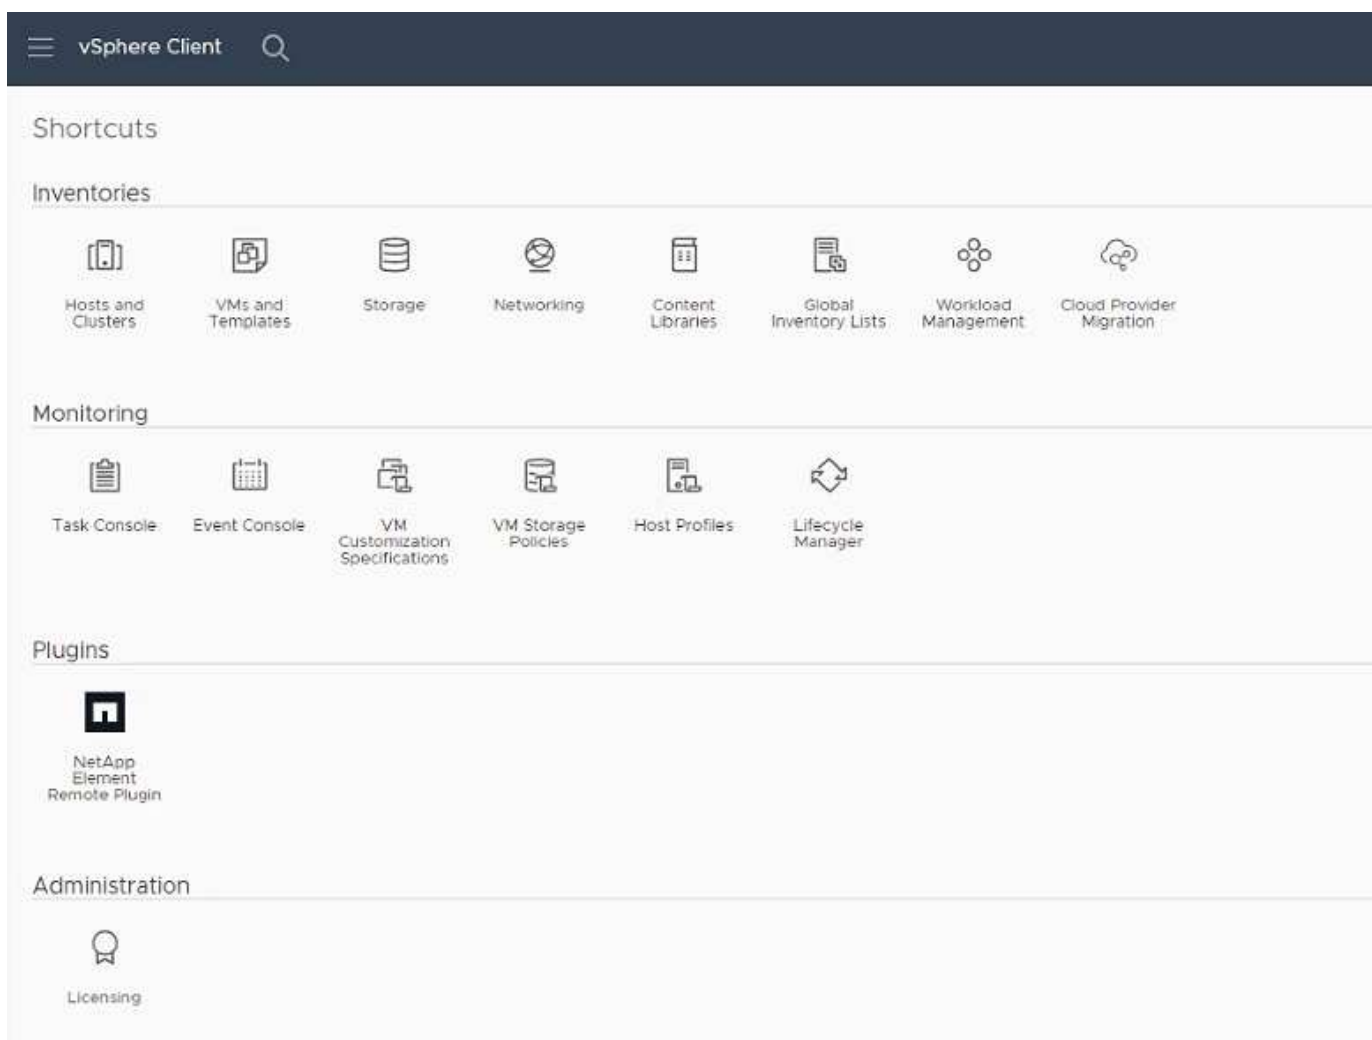 vSphere Client
Shortcuts
Inventories
Hosts and
Clusters
VMs and
Templates
Storage
Networking
Content
Libraries
Global
Inventory Lists
Workload
Management
Cloud Provider
Migration
Monitoring
Task Console
Event Console
VM
Customization
Specifications
VM Storage
Policies
Host Profiles
Lifecycle
Manager
Plugins
NetApp
Element
Remote Plugin
Administration
Licensing